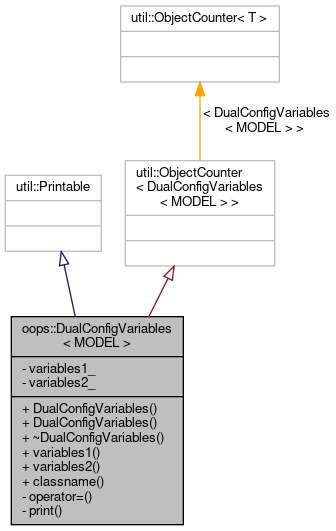 util::ObjectCounter< T >
< DualConfigVariables
< MODEL > >
util::Printable
util::ObjectCounter
< DualConfigVariables
< MODEL > >
oops::DualConfigVariables
< MODEL >
- variables1_
- variables2_
+ DualConfigVariables()
+ DualConfigVariables()
+ ~DualConfigVariables()
+ variables1()
+ variables2()
+ classname()
- operator=()
- print()